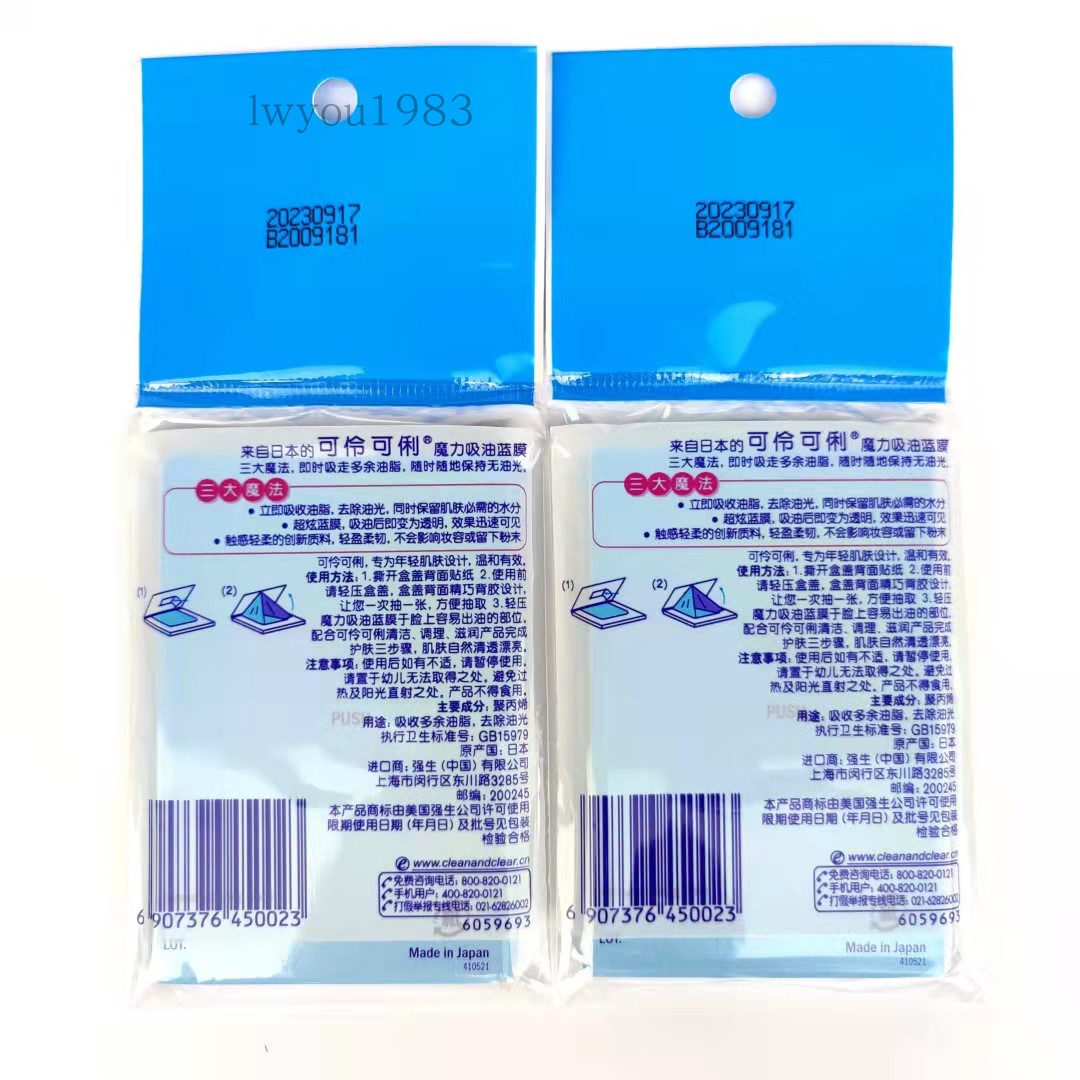 lwyou1983
20230917
B2009181
来自日本的 可伶可俐® 魔力吸油蓝膜
三大魔法，即时吸走多余油脂，随时随地保持无油光。
三大魔法
• 立即吸收油脂，去除油光，同时保留肌肤必需的水分
• 超炫蓝膜，吸油后即变为透明，效果迅速可见
• 触感轻柔的创新质料，轻盈柔韧，不会影响妆容或留下粉末
可伶可俐，专为年轻肌肤设计，温和有效。
使用方法：1.撕开盒盖背面贴纸 2.使用前
请轻压盒盖，盒盖背面精巧背胶设计，
让您一次抽一张，方便抽取 3.轻压
魔力吸油蓝膜于脸上容易出油的部位。
配合可伶可俐清洁、调理、滋润产品完成
护肤三步骤，肌肤自然清透漂亮。
(1)
(2)
注意事项：使用后如有不适，请暂停使用。
请置于幼儿无法取得之处。避免过
热及阳光直射之处。产品不得食用。
主要成分：聚丙烯
PUSH
用途：吸收多余油脂，去除油光
执行卫生标准号：GB15979
原产国：日本
进口商：强生（中国）有限公司
上海市闵行区东川路3285号
邮编：200245
本产品商标由美国强生公司许可使用
限期使用日期（年月日）及批号见包装
检验合格
www.cleanandclear.cn
免费咨询电话：800-820-0121
手机用户：400-820-0121
打假举报专线电话：021-62826002
6 907376 450023
6059693
LOT.
Made in Japan
410521
20230917
B2009181
来自日本的 可伶可俐® 魔力吸油蓝膜
三大魔法，即时吸走多余油脂，随时随地保持无油光。
三大魔法
• 立即吸收油脂，去除油光，同时保留肌肤必需的水分
• 超炫蓝膜，吸油后即变为透明，效果迅速可见
• 触感轻柔的创新质料，轻盈柔韧，不会影响妆容或留下粉末
可伶可俐，专为年轻肌肤设计，温和有效。
使用方法：1.撕开盒盖背面贴纸 2.使用前
请轻压盒盖，盒盖背面精巧背胶设计，
让您一次抽一张，方便抽取 3.轻压
魔力吸油蓝膜于脸上容易出油的部位。
配合可伶可俐清洁、调理、滋润产品完成
护肤三步骤，肌肤自然清透漂亮。
(1)
(2)
注意事项：使用后如有不适，请暂停使用。
请置于幼儿无法取得之处。避免过
热及阳光直射之处。产品不得食用。
主要成分：聚丙烯
PUSH
用途：吸收多余油脂，去除油光
执行卫生标准号：GB15979
原产国：日本
进口商：强生（中国）有限公司
上海市闵行区东川路3285号
邮编：200245
本产品商标由美国强生公司许可使用
限期使用日期（年月日）及批号见包装
检验合格
www.cleanandclear.cn
免费咨询电话：800-820-0121
手机用户：400-820-0121
打假举报专线电话：021-62826002
6 907376 450023
6059693
LOT.
Made in Japan
410521